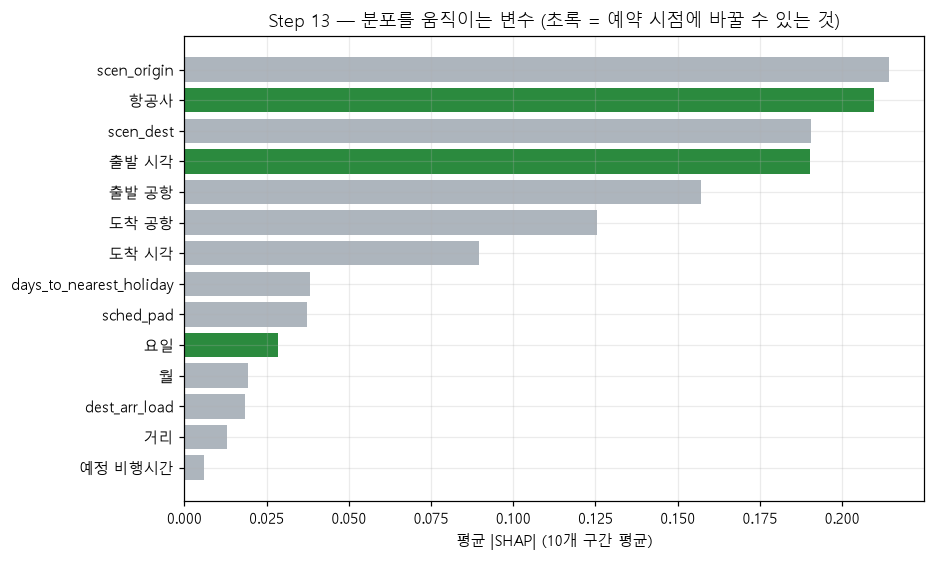 Step 13 — 분포를 움직이는 변수 (초록 = 예약 시점에 바꿀 수 있는 것)
scen_origin
항공사
scen_dest
출발 시각
출발 공항
도착 공항
도착 시각
days_to_nearest_holiday
sched_pad
요일
월
dest_arr_load
거리
예정 비행시간
0.000 0.025 0.050 0.075 0.100 0.125 0.150 0.175 0.200
평균 |SHAP| (10개 구간 평균)